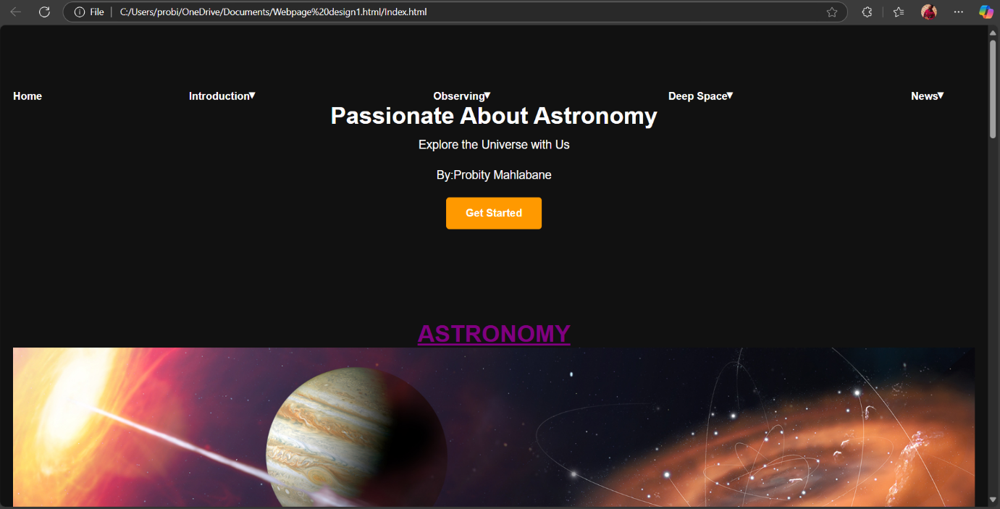 File C:/Users/probi/OneDrive/Documents/Webpage%20design1.html/Index.html
Home Introduction▼ Observing▼ Deep Space▼ News▼
Passionate About Astronomy
Explore the Universe with Us
By:Probity Mahlabane
Get Started
ASTRONOMY